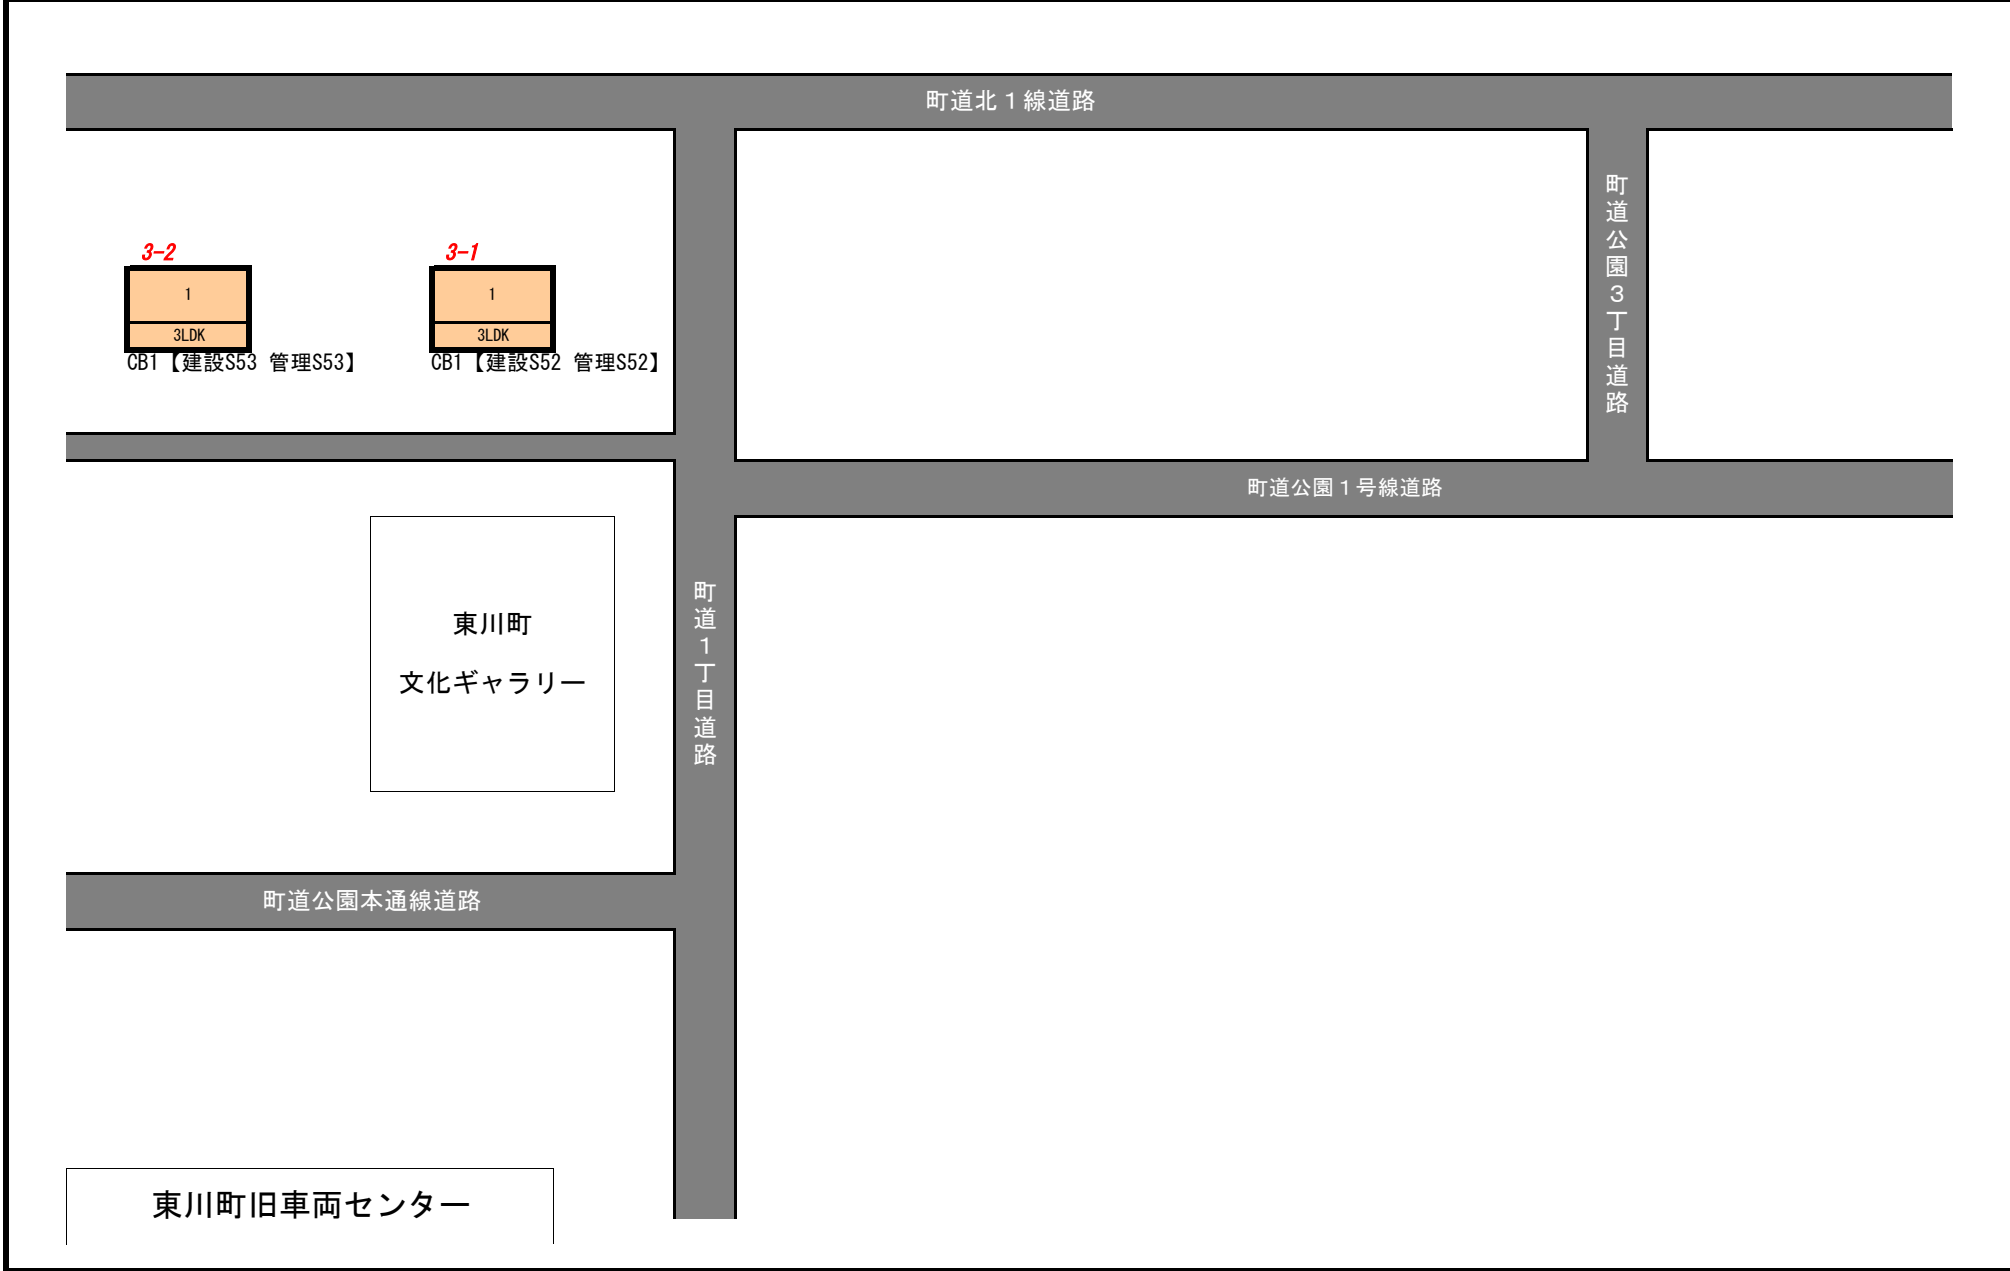 町道北１線道路
町道公園３丁目道路
3-2
1
3LDK
CB1【建設S53 管理S53】
3-1
1
3LDK
CB1【建設S52 管理S52】
町道公園１号線道路
東川町
文化ギャラリー
町道１丁目道路
町道公園本通線道路
東川町旧車両センター